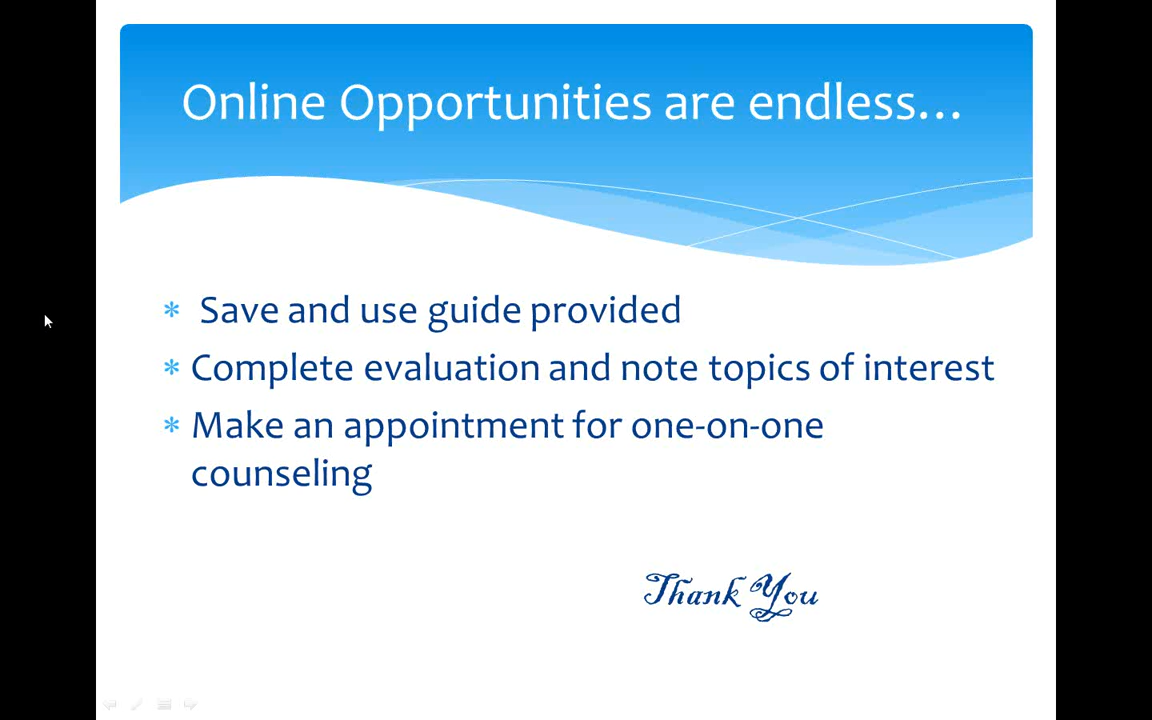 Online Opportunities are endless…
* Save and use guide provided
* Complete evaluation and note topics of interest
* Make an appointment for one-on-one
counseling
Thank You